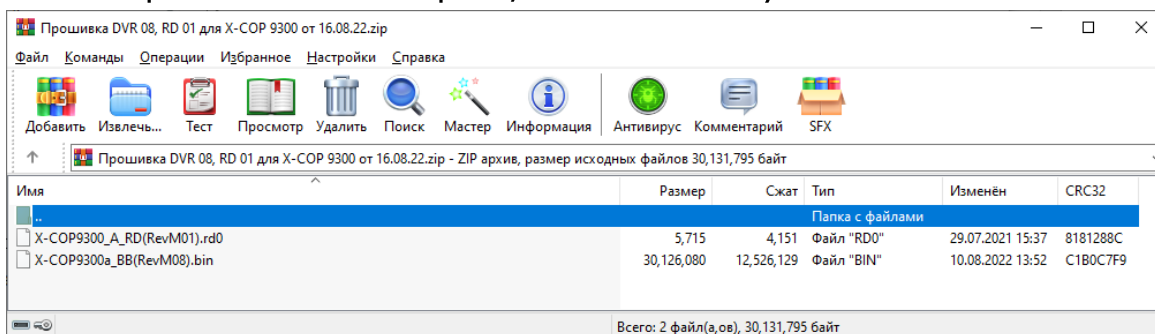 Прошивка DVR 08, RD 01 для X-COP 9300 от 16.08.22.zip
Файл Команды Операции Избранное Настройки Справка
Добавить Извлечь... Тест Просмотр Удалить Поиск Мастер Информация Антивирус Комментарий SFX
Прошивка DVR 08, RD 01 для X-COP 9300 от 16.08.22.zip - ZIP архив, размер исходных файлов 30,131,795 байт
Имя Размер Сжат Тип Изменён CRC32
.. Папка с файлами
X-COP9300_A_RD(RevM01).rd0 5,715 4,151 Файл "RD0" 29.07.2021 15:37 8181288C
X-COP9300a_BB(RevM08).bin 30,126,080 12,526,129 Файл "BIN" 10.08.2022 13:52 C1B0C7F9
Всего: 2 файл(а,ов), 30,131,795 байт